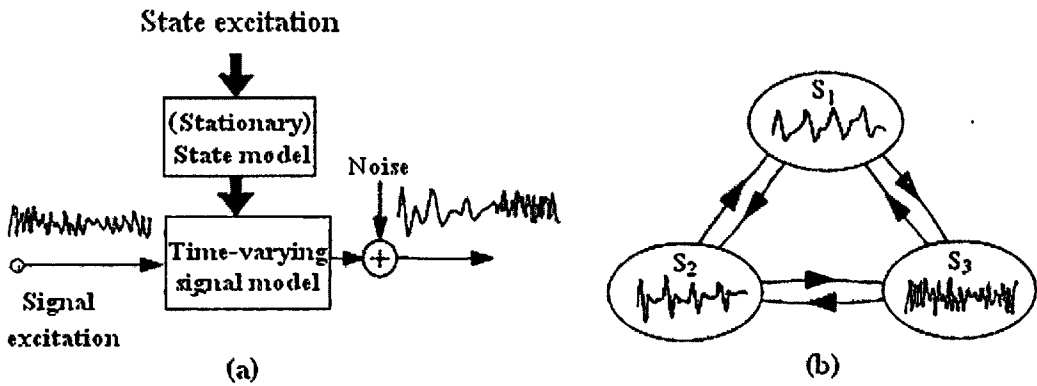 State excitation
(Stationary)
State model
Noise
Time-varying
signal model
+
Signal
excitation
(a)
S1
S2
S3
(b)